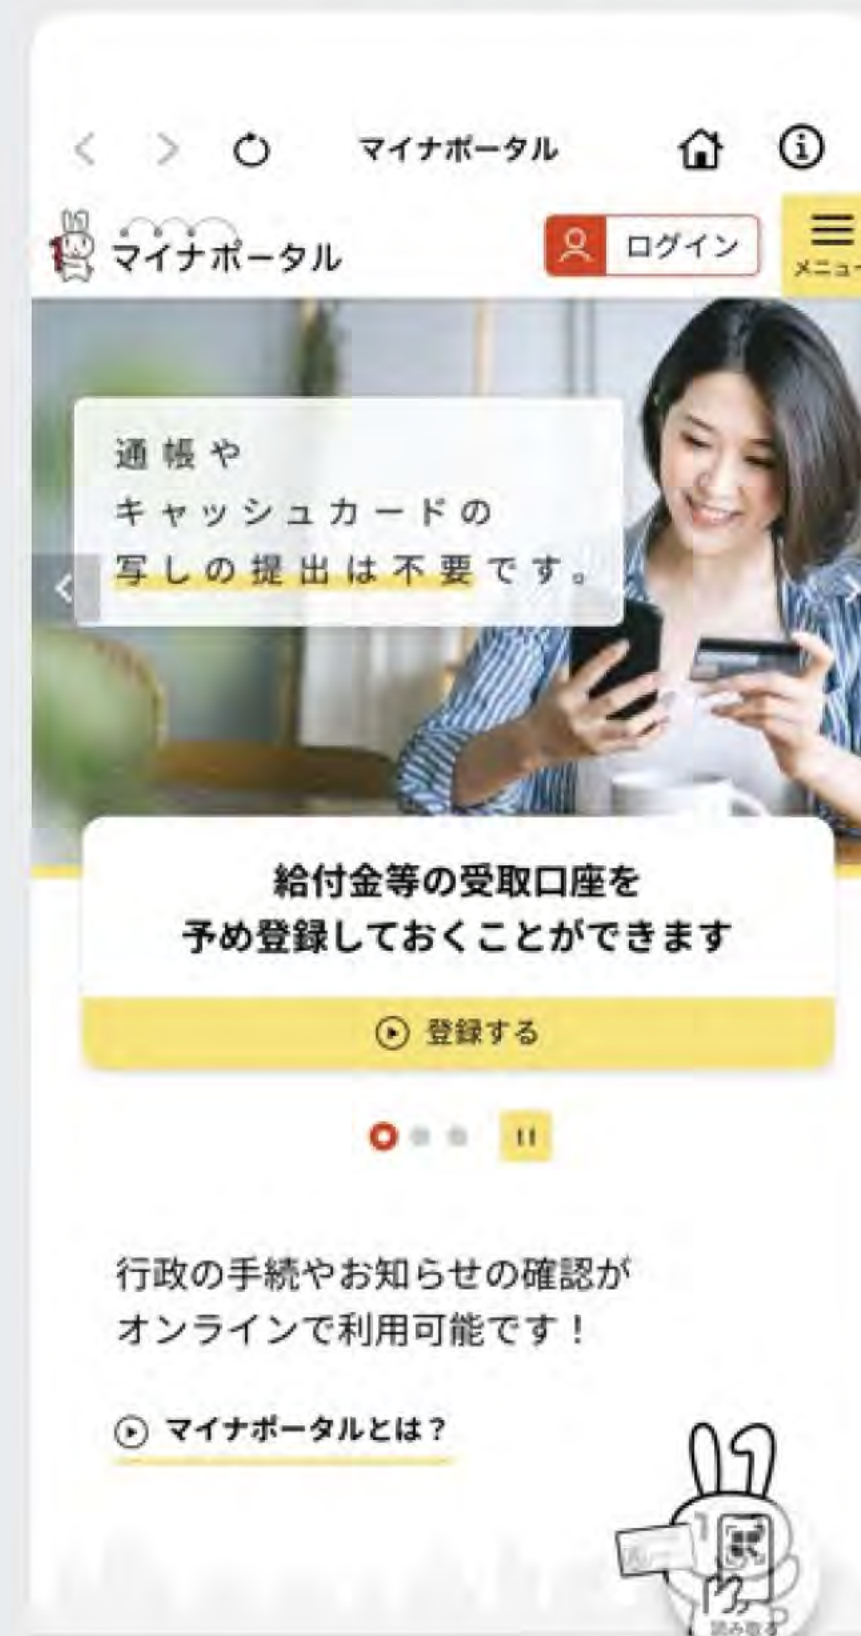 マイナポータル
マイナポータル
ログイン
メニュー
通帳や
キャッシュカードの
写しの提出は不要です。
給付金等の受取口座を
予め登録しておくことができます
登録する
行政の手続やお知らせの確認が
オンラインで利用可能です！
マイナポータルとは？
読み取る